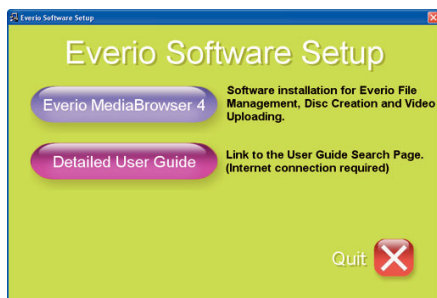 Everio Software Setup
Everio Software Setup
Everio MediaBrowser 4
Software installation for Everio File
Management, Disc Creation and Video
Uploading.
Detailed User Guide
Link to the User Guide Search Page.
(Internet connection required)
Quit